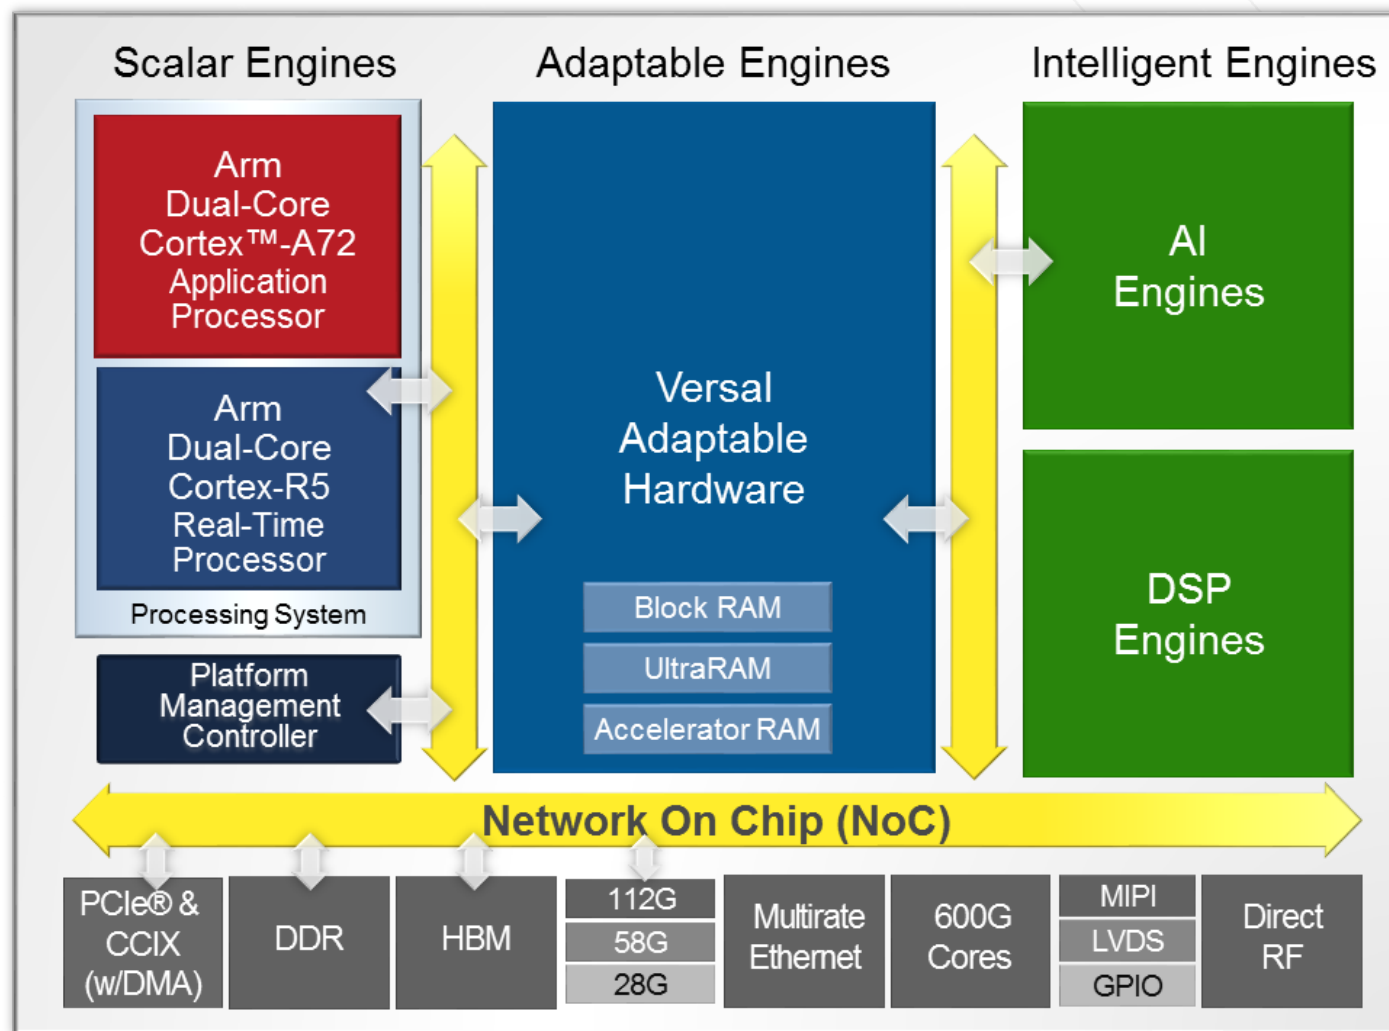 Scalar Engines
Adaptable Engines
Intelligent Engines
Arm
Dual-Core
Cortex™-A72
Application
Processor
Arm
Dual-Core
Cortex-R5
Real-Time
Processor
Processing System
Platform
Management
Controller
Versal
Adaptable
Hardware
Block RAM
UltraRAM
Accelerator RAM
AI
Engines
DSP
Engines
Network On Chip (NoC)
PCIe® &
CCIX
(w/DMA)
DDR
HBM
112G
58G
28G
Multirate
Ethernet
600G
Cores
MIPI
LVDS
GPIO
Direct
RF